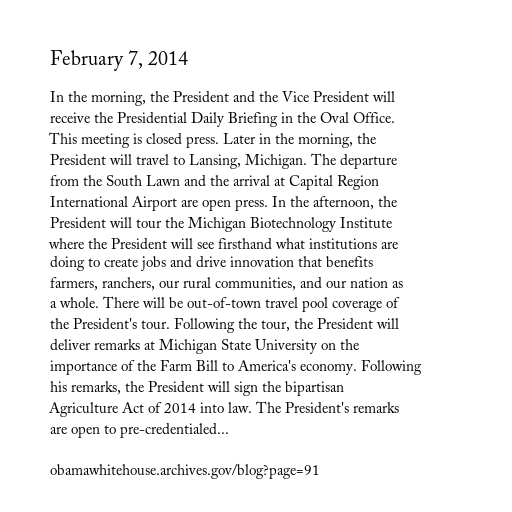 February 7, 2014
In the morning, the President and the Vice President will
receive the Presidential Daily Briefing in the Oval Office.
This meeting is closed press. Later in the morning, the
President will travel to Lansing, Michigan. The departure
from the South Lawn and the arrival at Capital Region
International Airport are open press. In the afternoon, the
President will tour the Michigan Biotechnology Institute
where the President will see firsthand what institutions are
doing to create jobs and drive innovation that benefits
farmers, ranchers, our rural communities, and our nation as
a whole. There will be out-of-town travel pool coverage of
the President's tour. Following the tour, the President will
deliver remarks at Michigan State University on the
importance of the Farm Bill to America's economy. Following
his remarks, the President will sign the bipartisan
Agriculture Act of 2014 into law. The President's remarks
are open to pre-credentialed...
obamawhitehouse.archives.gov/blog?page=91